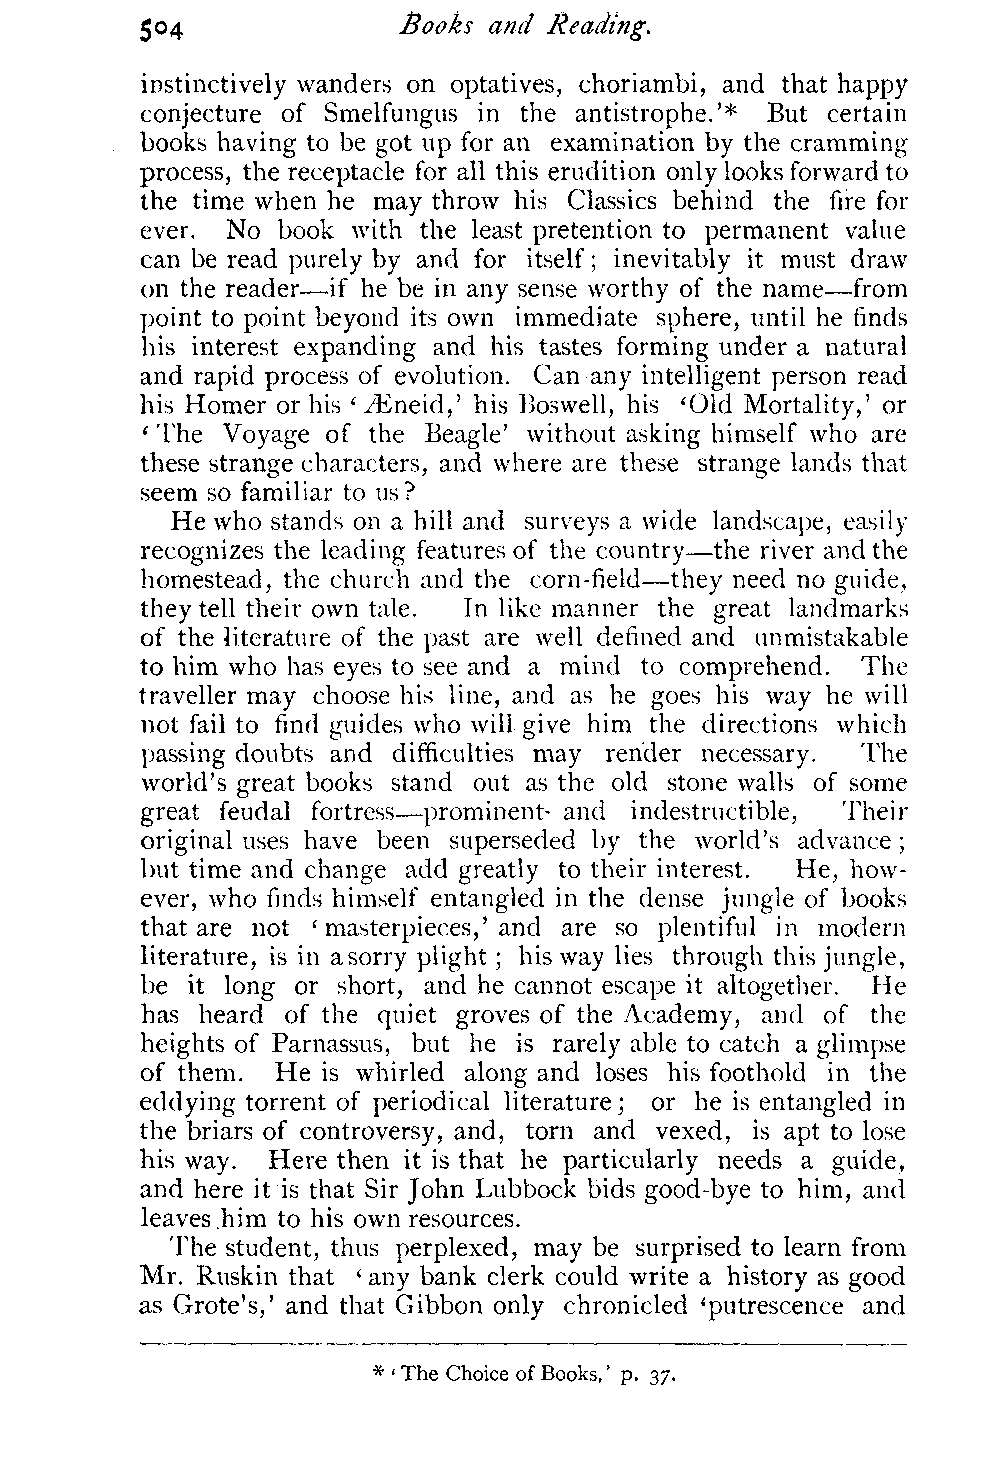 504 Books and Reading.
instinctively wanders on optatives, choriambi, and that happy
conjecture of Smelfungus in the antistrophe.'* But certain
books having to be got up for an examination by the cramming
process, the receptacle for all this erudition only looks forward to
the time when he may throw his Classics behind the fire for
ever. No book with the least pretention to permanent value
can be read purely by and for itself; inevitably it must draw
on the reader—if he be in any sense worthy of the name—from
point to point beyond its own immediate sphere, until he finds
his interest expanding and his tastes forming under a natural
and rapid process of evolution. Can any intelligent person read
his Homer or his 'Æneid,' his Boswell, his 'Old Mortality,' or
'The Voyage of the Beagle' without asking himself who are
these strange characters, and where are these strange lands that
seem so familiar to us?
He who stands on a hill and surveys a wide landscape, easily
recognizes the leading features of the country—the river and the
homestead, the church and the corn-field—they need no guide,
they tell their own tale. In like manner the great landmarks
of the literature of the past are well defined and unmistakable
to him who has eyes to see and a mind to comprehend. The
traveller may choose his line, and as he goes his way he will
not fail to find guides who will give him the directions which
passing doubts and difficulties may render necessary. The
world's great books stand out as the old stone walls of some
great feudal fortress—prominent and indestructible, Their
original uses have been superseded by the world's advance;
but time and change add greatly to their interest. He, how-
ever, who finds himself entangled in the dense jungle of books
that are not 'masterpieces,' and are so plentiful in modern
literature, is in a sorry plight; his way lies through this jungle,
be it long or short, and he cannot escape it altogether. He
has heard of the quiet groves of the Academy, and of the
heights of Parnassus, but he is rarely able to catch a glimpse
of them. He is whirled along and loses his foothold in the
eddying torrent of periodical literature; or he is entangled in
the briars of controversy, and, torn and vexed, is apt to lose
his way. Here then it is that he particularly needs a guide,
and here it is that Sir John Lubbock bids good-bye to him, and
leaves him to his own resources.
The student, thus perplexed, may be surprised to learn from
Mr. Ruskin that 'any bank clerk could write a history as good
as Grote's,' and that Gibbon only chronicled 'putrescence and
* 'The Choice of Books,' p. 37.